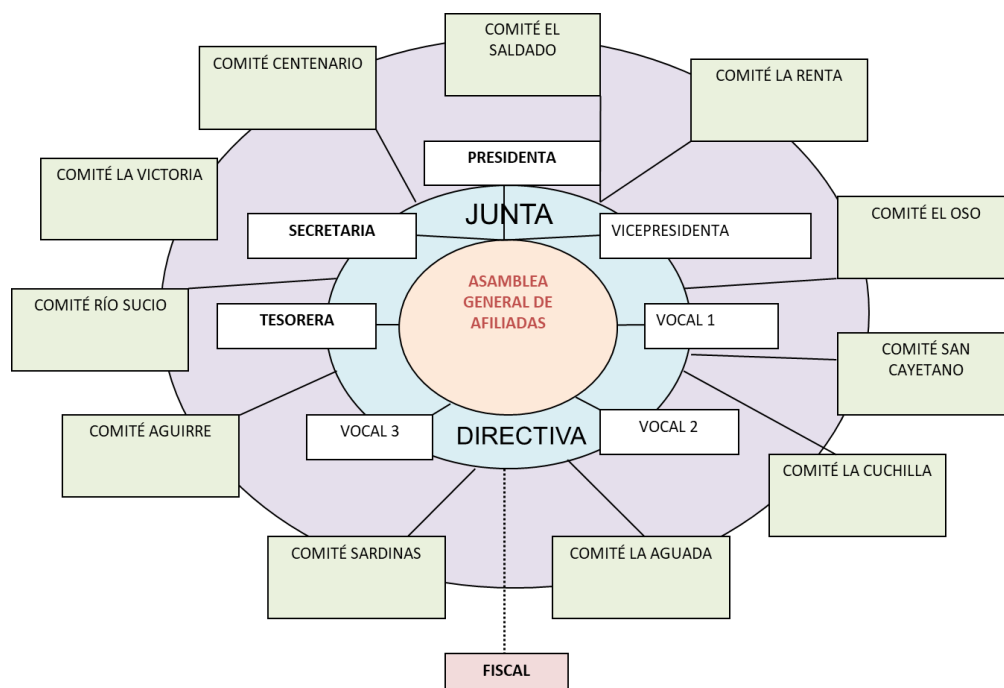 COMITÉ EL
SALDADO
COMITÉ CENTENARIO
COMITÉ LA RENTA
PRESIDENTA
COMITÉ LA VICTORIA
JUNTA
COMITÉ EL OSO
SECRETARIA
VICEPRESIDENTA
ASAMBLEA
GENERAL DE
AFILIADAS
COMITÉ RÍO SUCIO
TESORERA
VOCAL 1
COMITÉ SAN
CAYETANO
COMITÉ AGUIRRE
VOCAL 3
DIRECTIVA
VOCAL 2
COMITÉ LA CUCHILLA
COMITÉ SARDINAS
COMITÉ LA AGUADA
FISCAL